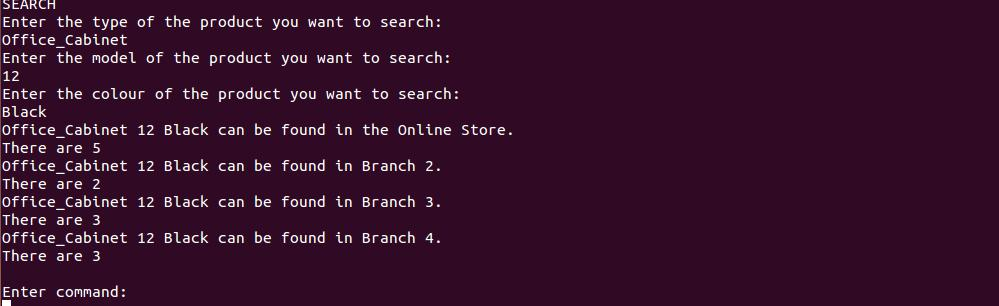 SEARCH
Enter the type of the product you want to search:
Office_Cabinet
Enter the model of the product you want to search:
12
Enter the colour of the product you want to search:
Black
Office_Cabinet 12 Black can be found in the Online Store.
There are 5
Office_Cabinet 12 Black can be found in Branch 2.
There are 2
Office_Cabinet 12 Black can be found in Branch 3.
There are 3
Office_Cabinet 12 Black can be found in Branch 4.
There are 3
Enter command: